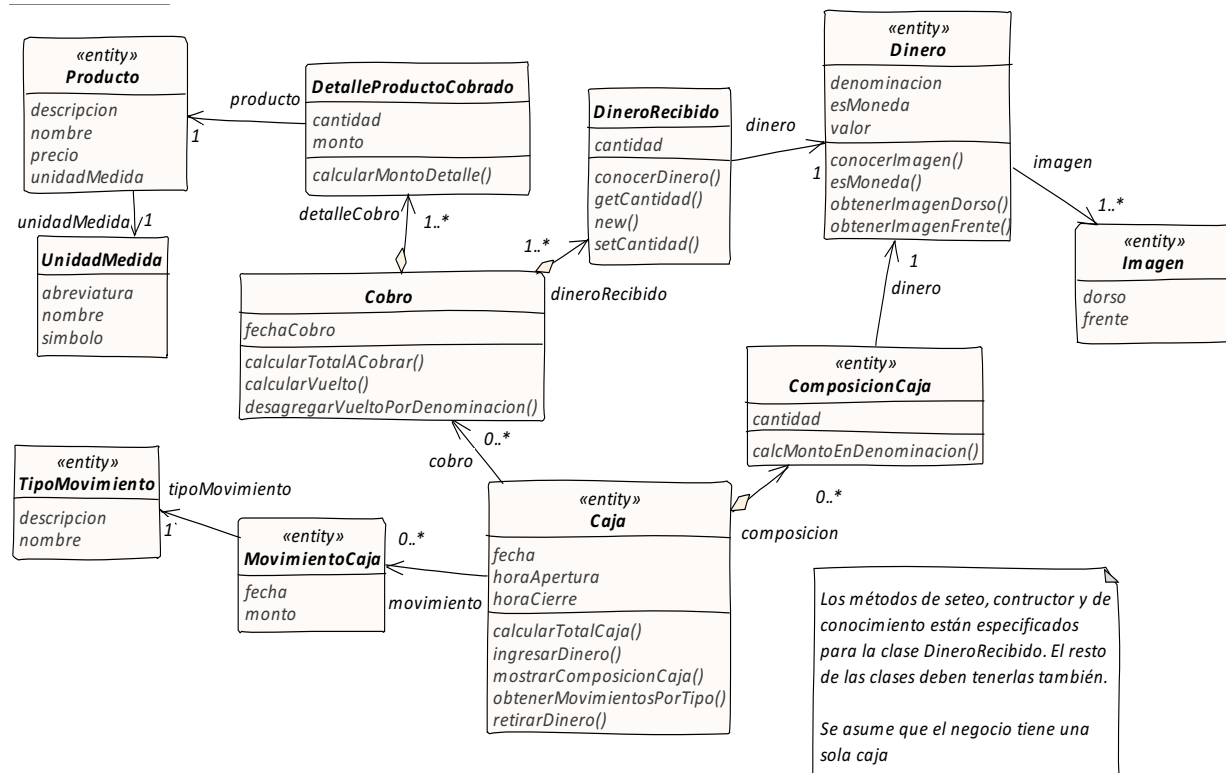 «entity»
Producto
descripcion
nombre
precio
unidadMedida
producto
1
DetalleProductoCobrado
cantidad
monto
calcularMontoDetalle()
DineroRecibido
cantidad
conocerDinero()
getCantidad()
new()
setCantidad()
dinero
1
«entity»
Dinero
denominacion
esMoneda
valor
conocerImagen()
esMoneda()
obtenerImagenDorso()
obtenerImagenFrente()
imagen
1..*
«entity»
Imagen
dorso
frente
unidadMedida
1
UnidadMedida
abreviatura
nombre
simbolo
detalleCobro
1..*
1..*
dineroRecibido
Cobro
fechaCobro
calcularTotalACobrar()
calcularVuelto()
desagregarVueltoPorDenominacion()
1
dinero
«entity»
ComposicionCaja
cantidad
calcMontoEnDenominacion()
0..*
cobro
0..*
composicion
«entity»
TipoMovimiento
descripcion
nombre
tipoMovimiento
1`
«entity»
MovimientoCaja
fecha
monto
0..*
movimiento
«entity»
Caja
fecha
horaApertura
horaCierre
calcularTotalCaja()
ingresarDinero()
mostrarComposicionCaja()
obtenerMovimientosPorTipo()
retirarDinero()
Los métodos de seteo, contructor y de
conocimiento están especificados
para la clase DineroRecibido. El resto
de las clases deben tenerlas también.
Se asume que el negocio tiene una
sola caja